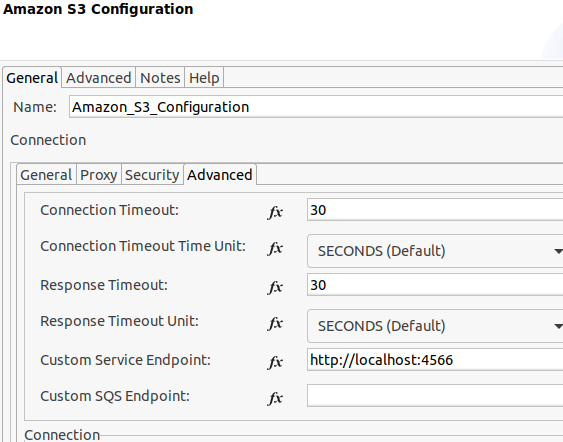 Amazon S3 Configuration
General Advanced Notes Help
Name: Amazon_S3_Configuration
Connection
General Proxy Security Advanced
Connection Timeout: fx 30
Connection Timeout Time Unit: fx SECONDS (Default)
Response Timeout: fx 30
Response Timeout Unit: fx SECONDS (Default)
Custom Service Endpoint: fx http://localhost:4566
Custom SQS Endpoint: fx
Connection